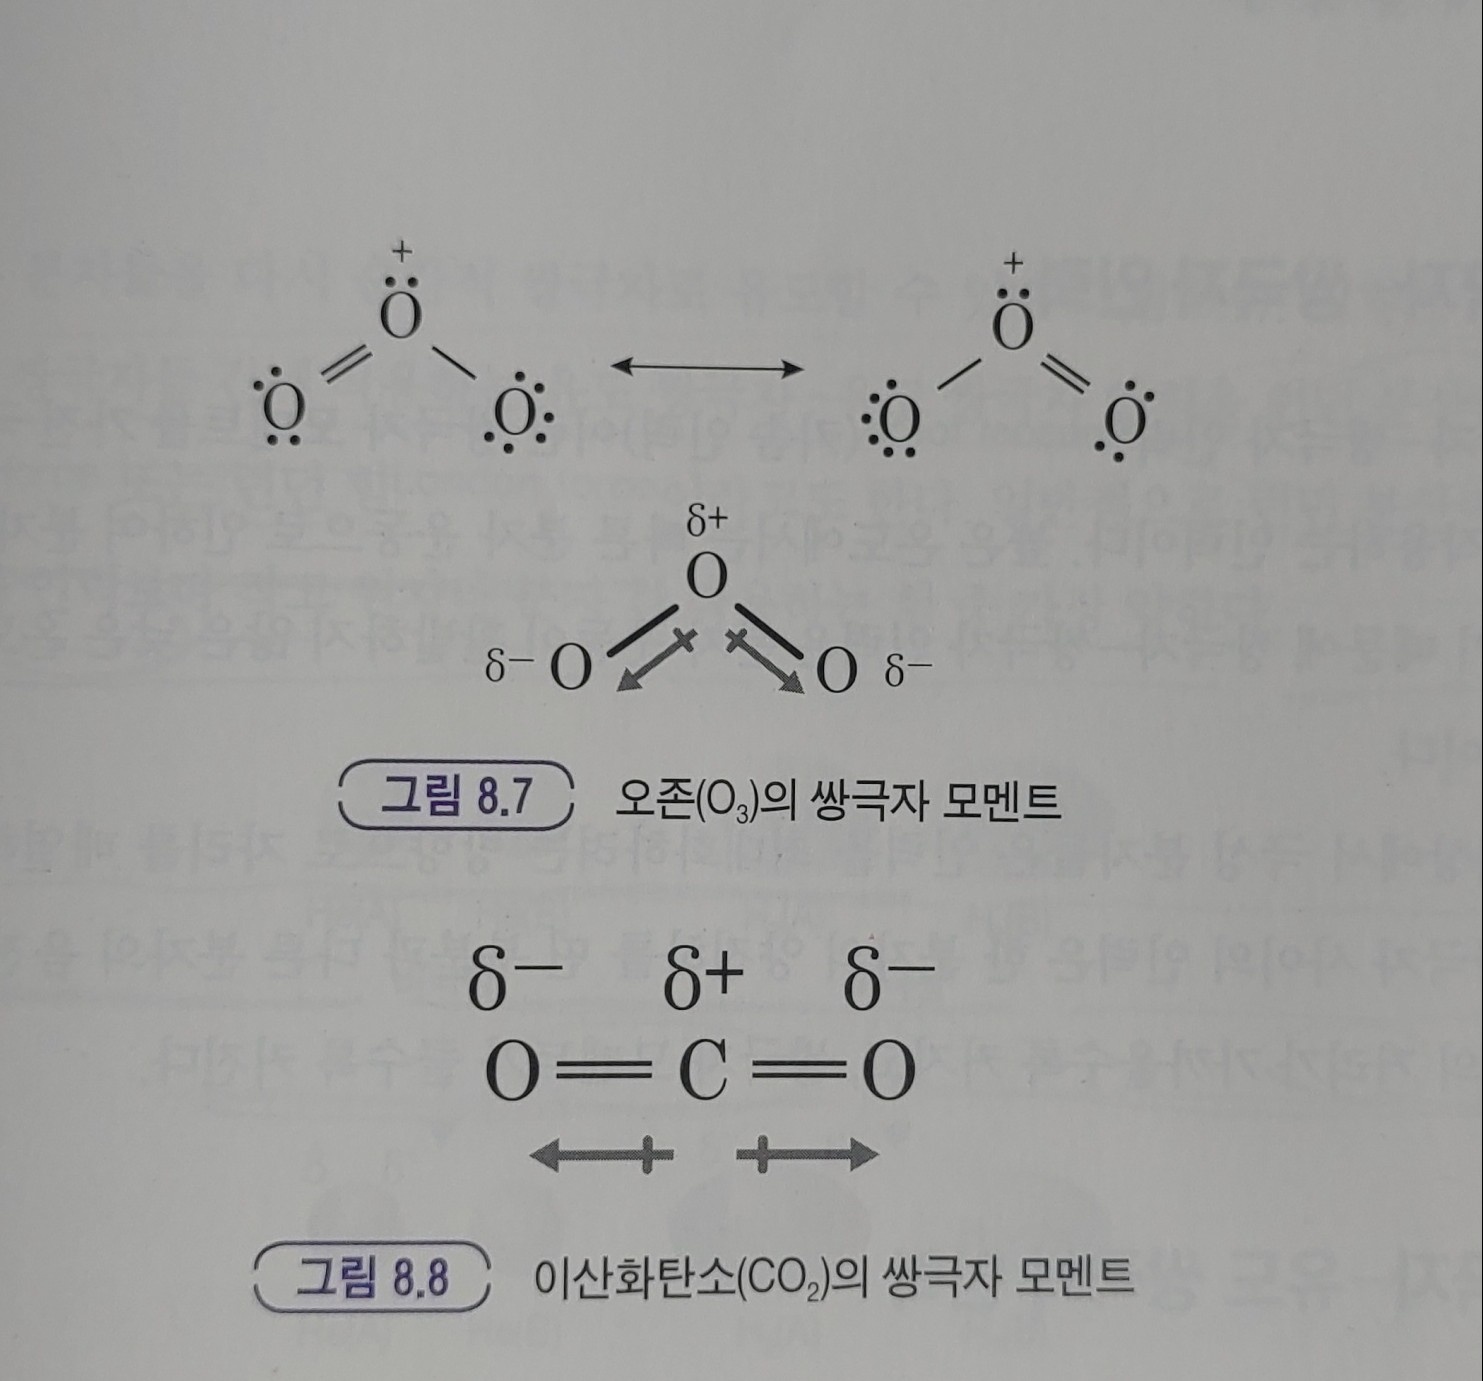 + +
O O
O O O O
δ+
O
δ− O O δ−
그림 8.7 오존(O₃)의 쌍극자 모멘트
δ− δ+ δ−
O=C=O
그림 8.8 이산화탄소(CO₂)의 쌍극자 모멘트